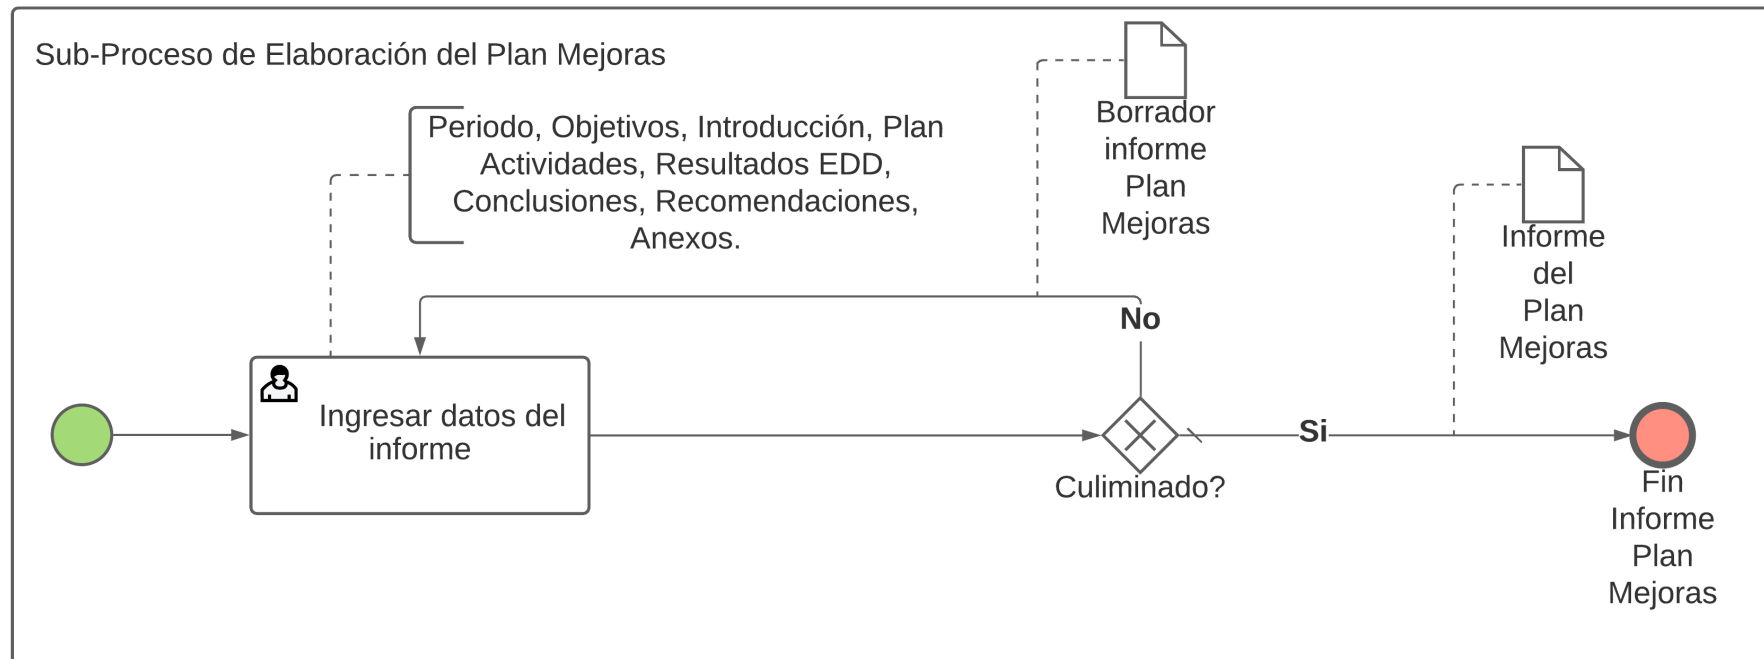 Sub-Proceso de Elaboración del Plan Mejoras
Periodo, Objetivos, Introducción, Plan
Actividades, Resultados EDD,
Conclusiones, Recomendaciones,
Anexos.
Borrador
informe
Plan
Mejoras
Informe
del
Plan
Mejoras
No
Ingresar datos del
informe
Si
Culiminado?
Fin
Informe
Plan
Mejoras